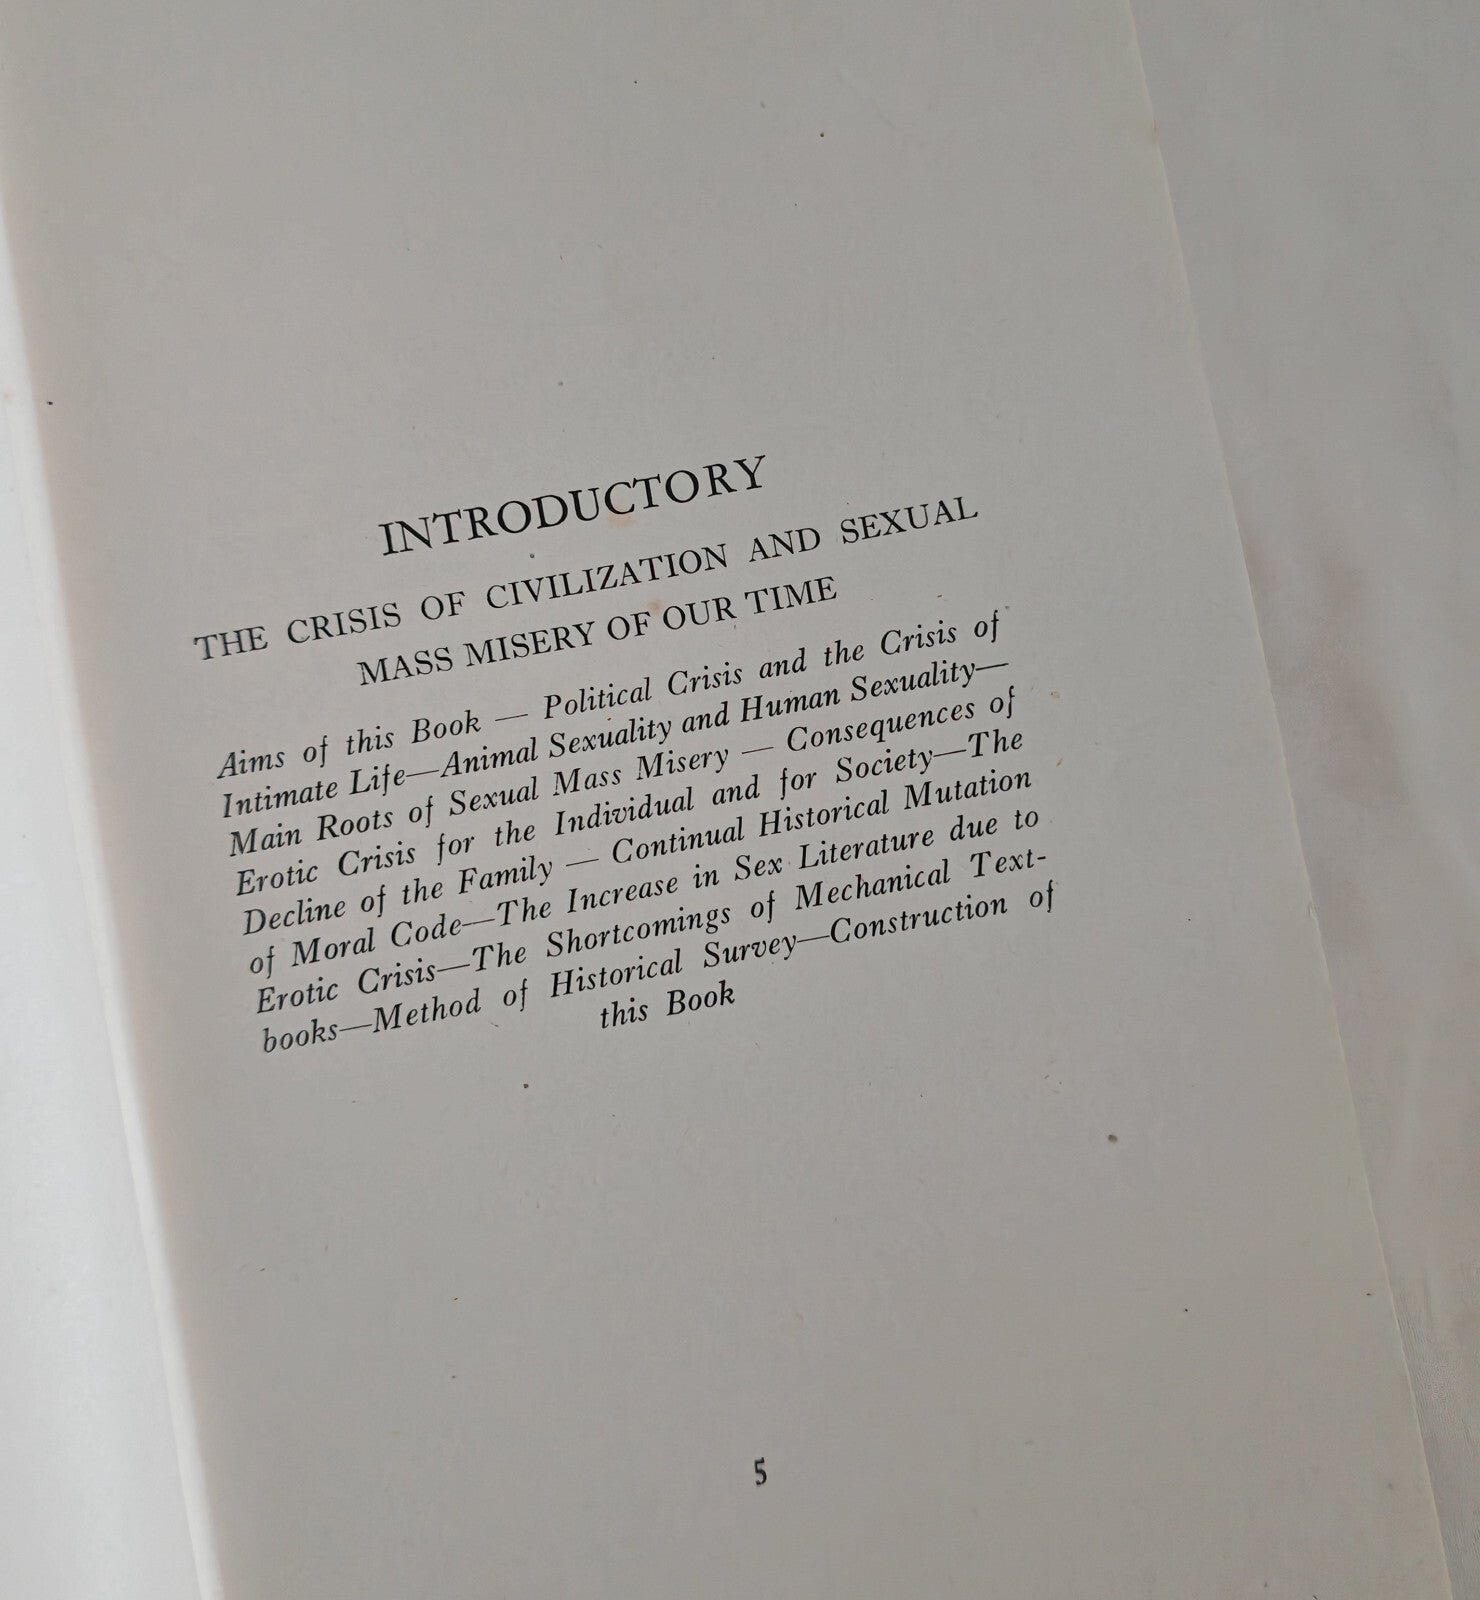 INTRODUCTORY
THE CRISIS OF CIVILIZATION AND SEXUAL
MASS MISERY OF OUR TIME
Aims of this Book — Political Crisis and the Crisis of
Intimate Life—Animal Sexuality and Human Sexuality—
Main Roots of Sexual Mass Misery — Consequences of
Erotic Crisis for the Individual and for Society—The
Decline of the Family — Continual Historical Mutation
of Moral Code—The Increase in Sex Literature due to
Erotic Crisis—The Shortcomings of Mechanical Text-
books—Method of Historical Survey—Construction of
this Book
5